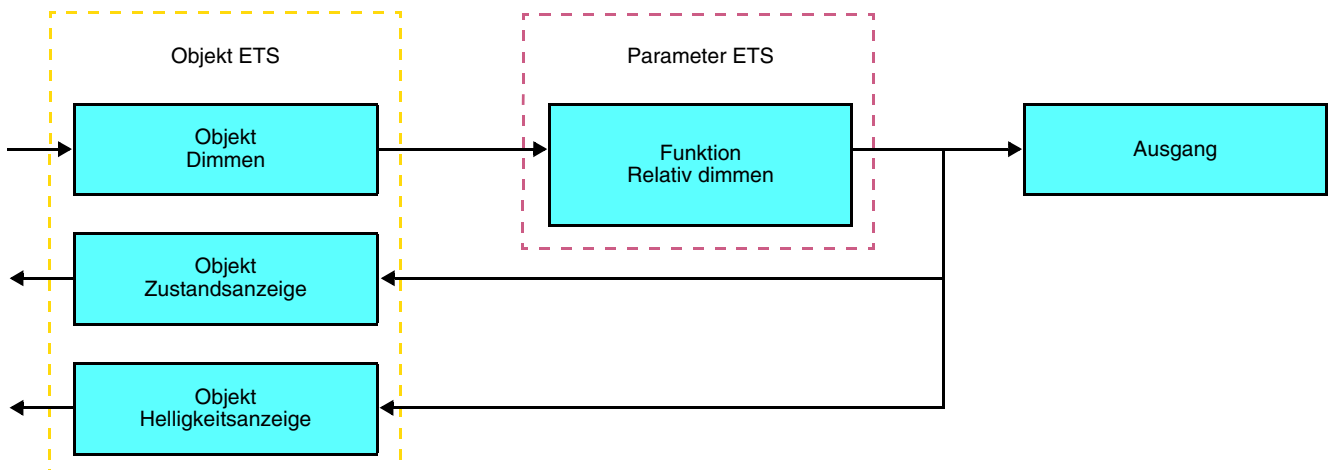 Objekt ETS
Parameter ETS
Objekt
Dimmen
Funktion
Relativ dimmen
Ausgang
Objekt
Zustandsanzeige
Objekt
Helligkeitsanzeige